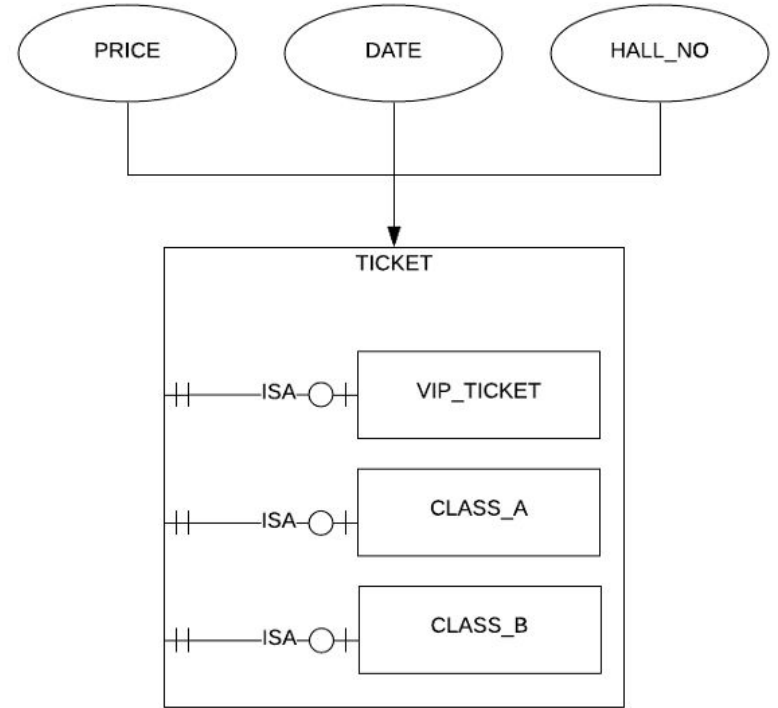 PRICE
DATE
HALL_NO
TICKET
ISA
VIP_TICKET
ISA
CLASS_A
ISA
CLASS_B